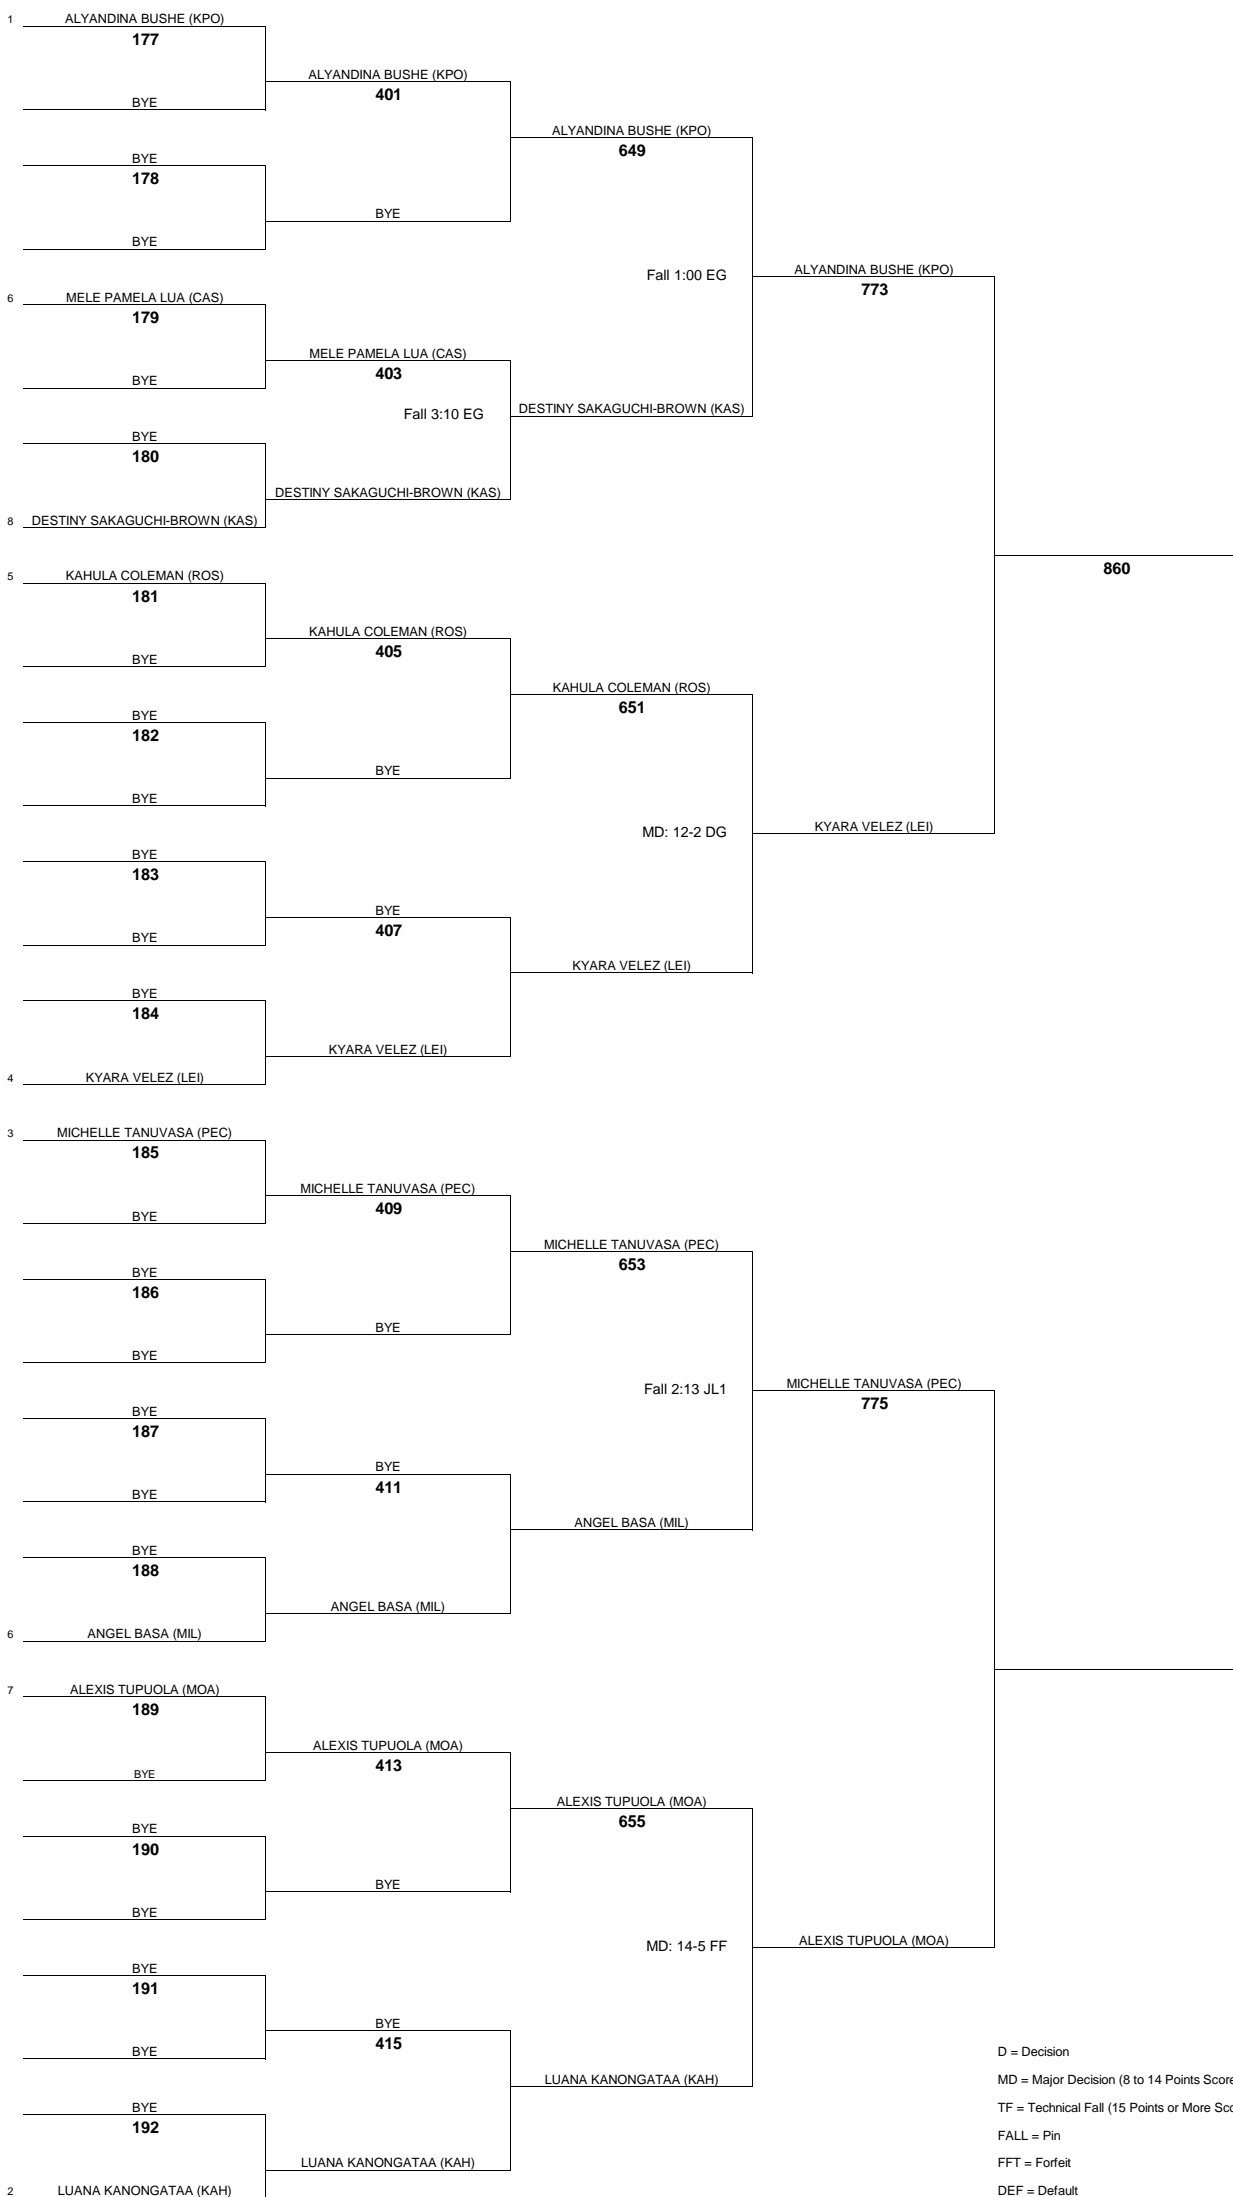 1 ALYANDINA BUSHE (KPO)
177
BYE
ALYANDINA BUSHE (KPO)
401
BYE
178
BYE
BYE
ALYANDINA BUSHE (KPO)
649
6 MELE PAMELA LUA (CAS)
179
BYE
MELE PAMELA LUA (CAS)
403
Fall 3:10 EG
BYE
180
8 DESTINY SAKAGUCHI-BROWN (KAS)
DESTINY SAKAGUCHI-BROWN (KAS)
DESTINY SAKAGUCHI-BROWN (KAS)
Fall 1:00 EG
ALYANDINA BUSHE (KPO)
773
5 KAHULA COLEMAN (ROS)
181
BYE
KAHULA COLEMAN (ROS)
405
BYE
182
BYE
BYE
KAHULA COLEMAN (ROS)
651
BYE
183
BYE
BYE
407
BYE
184
4 KYARA VELEZ (LEI)
KYARA VELEZ (LEI)
KYARA VELEZ (LEI)
MD: 12-2 DG
KYARA VELEZ (LEI)
860
3 MICHELLE TANUVASA (PEC)
185
BYE
MICHELLE TANUVASA (PEC)
409
BYE
186
BYE
BYE
MICHELLE TANUVASA (PEC)
653
BYE
187
BYE
BYE
411
BYE
188
6 ANGEL BASA (MIL)
ANGEL BASA (MIL)
ANGEL BASA (MIL)
Fall 2:13 JL1
MICHELLE TANUVASA (PEC)
775
7 ALEXIS TUPUOLA (MOA)
189
BYE
ALEXIS TUPUOLA (MOA)
413
BYE
190
BYE
BYE
ALEXIS TUPUOLA (MOA)
655
BYE
191
BYE
BYE
415
BYE
192
2 LUANA KANONGATAA (KAH)
LUANA KANONGATAA (KAH)
LUANA KANONGATAA (KAH)
MD: 14-5 FF
ALEXIS TUPUOLA (MOA)
D = Decision
MD = Major Decision (8 to 14 Points Score
TF = Technical Fall (15 Points or More Sco
FALL = Pin
FFT = Forfeit
DEF = Default